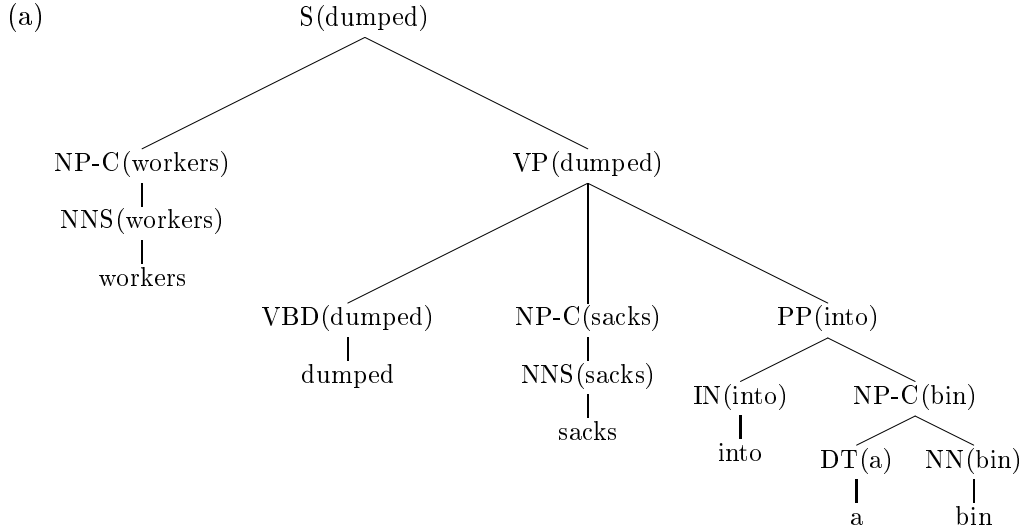 (a)
S(dumped)
NP-C(workers) VP(dumped)
NNS(workers)
workers
VBD(dumped) NP-C(sacks) PP(into)
dumped NNS(sacks)
IN(into) NP-C(bin)
sacks
into
DT(a) NN(bin)
a bin